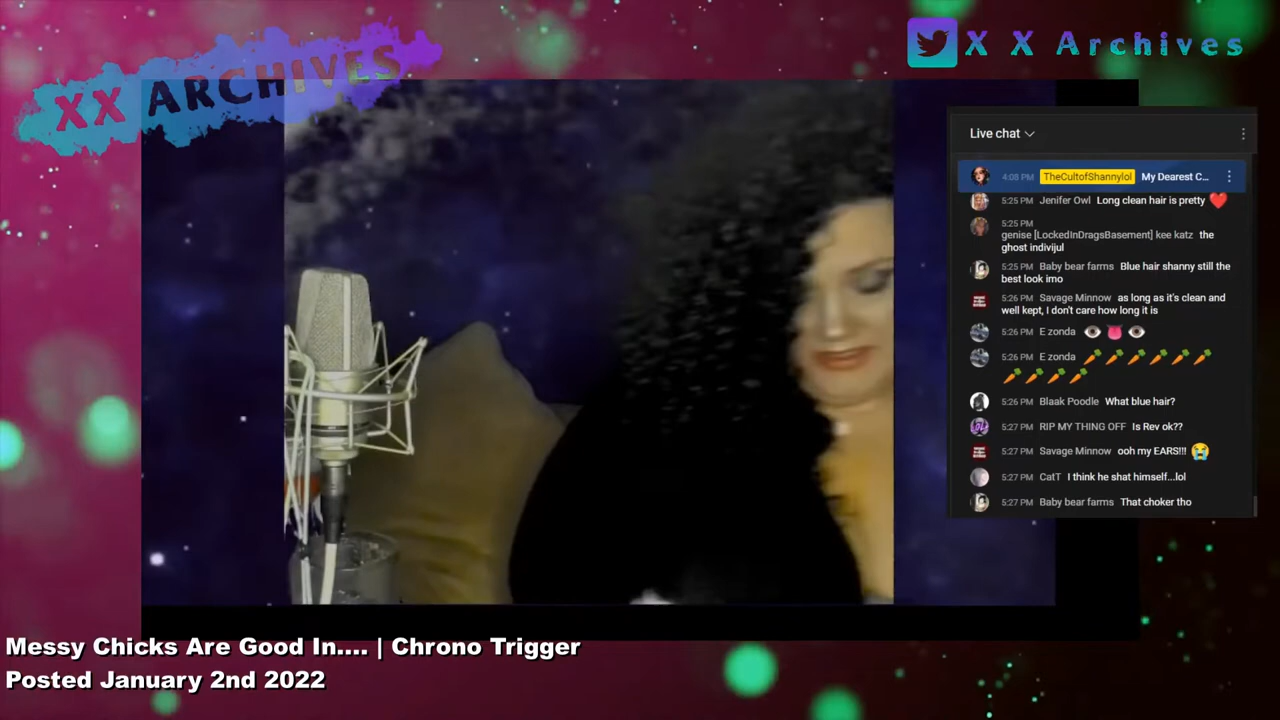 XX ARCHIVES
X X Archives
Live chat
4:08 PM TheCultofShannylol My Dearest C...
5:25 PM Jenifer Owl Long clean hair is pretty ❤️
5:25 PM
genise [LockedInDragsBasement] kee katz the
ghost indivijul
5:25 PM Baby bear farms Blue hair shanny still the
best look imo
5:26 PM Savage Minnow as long as it's clean and
well kept, I don't care how long it is
5:26 PM E zonda 👁️👅👁️
5:26 PM E zonda 🥕🥕🥕🥕🥕🥕
🥕🥕🥕🥕
5:26 PM Blaak Poodle What blue hair?
5:27 PM RIP MY THING OFF Is Rev ok??
5:27 PM Savage Minnow ooh my EARS!!! 😭
5:27 PM CatT I think he shat himself...lol
5:27 PM Baby bear farms That choker tho
Messy Chicks Are Good In.... | Chrono Trigger
Posted January 2nd 2022